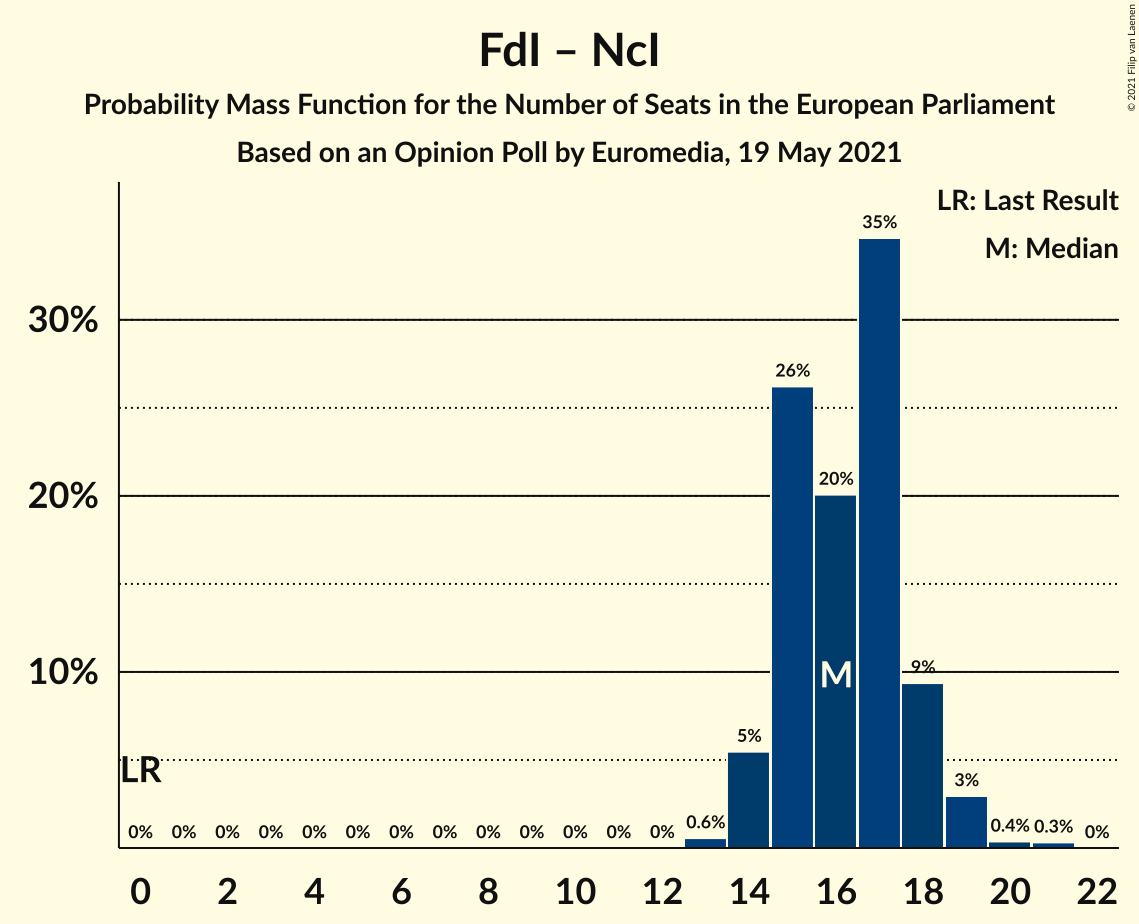 FdI – NcI
Probability Mass Function for the Number of Seats in the European Parliament
Based on an Opinion Poll by Euromedia, 19 May 2021
© 2021 Filip van Laenen
LR: Last Result
M: Median
35%
30%
26%
20%
20%
10%
M
9%
5%
LR
3%
0% 0% 0% 0% 0% 0% 0% 0% 0% 0% 0% 0% 0% 0.6% 0.4% 0.3% 0%
0 2 4 6 8 10 12 14 16 18 20 22